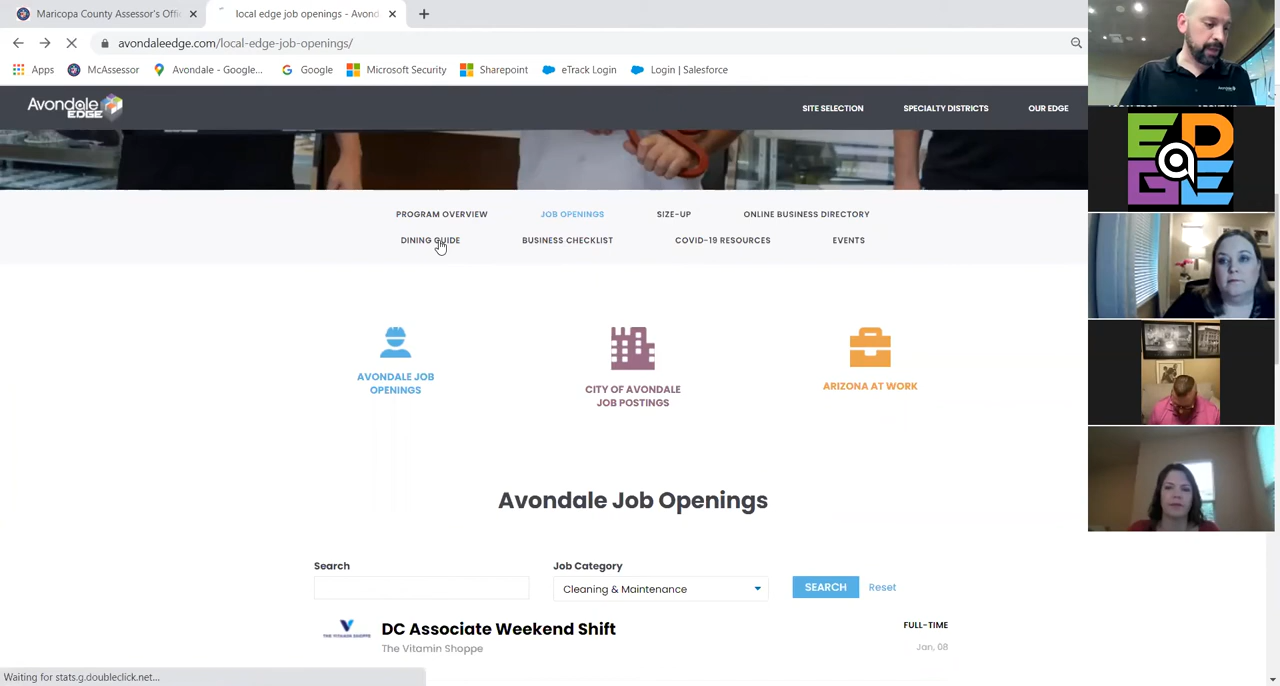 Maricopa County Assessor's Offi
local edge job openings - Avond
avondaleedge.com/local-edge-job-openings/
Apps
McAssessor
Avondale - Google...
Google
Microsoft Security
Sharepoint
eTrack Login
Login | Salesforce
Avondale
EDGE
SITE SELECTION
SPECIALTY DISTRICTS
OUR EDGE
EDGE
PROGRAM OVERVIEW
JOB OPENINGS
SIZE-UP
ONLINE BUSINESS DIRECTORY
DINING GUIDE
BUSINESS CHECKLIST
COVID-19 RESOURCES
EVENTS
AVONDALE JOB
OPENINGS
CITY OF AVONDALE
JOB POSTINGS
ARIZONA AT WORK
Avondale Job Openings
Search
Job Category
Cleaning & Maintenance
SEARCH
Reset
THE VITAMIN SHOPPE
DC Associate Weekend Shift
The Vitamin Shoppe
FULL-TIME
Jan, 08
Waiting for stats.g.doubleclick.net...